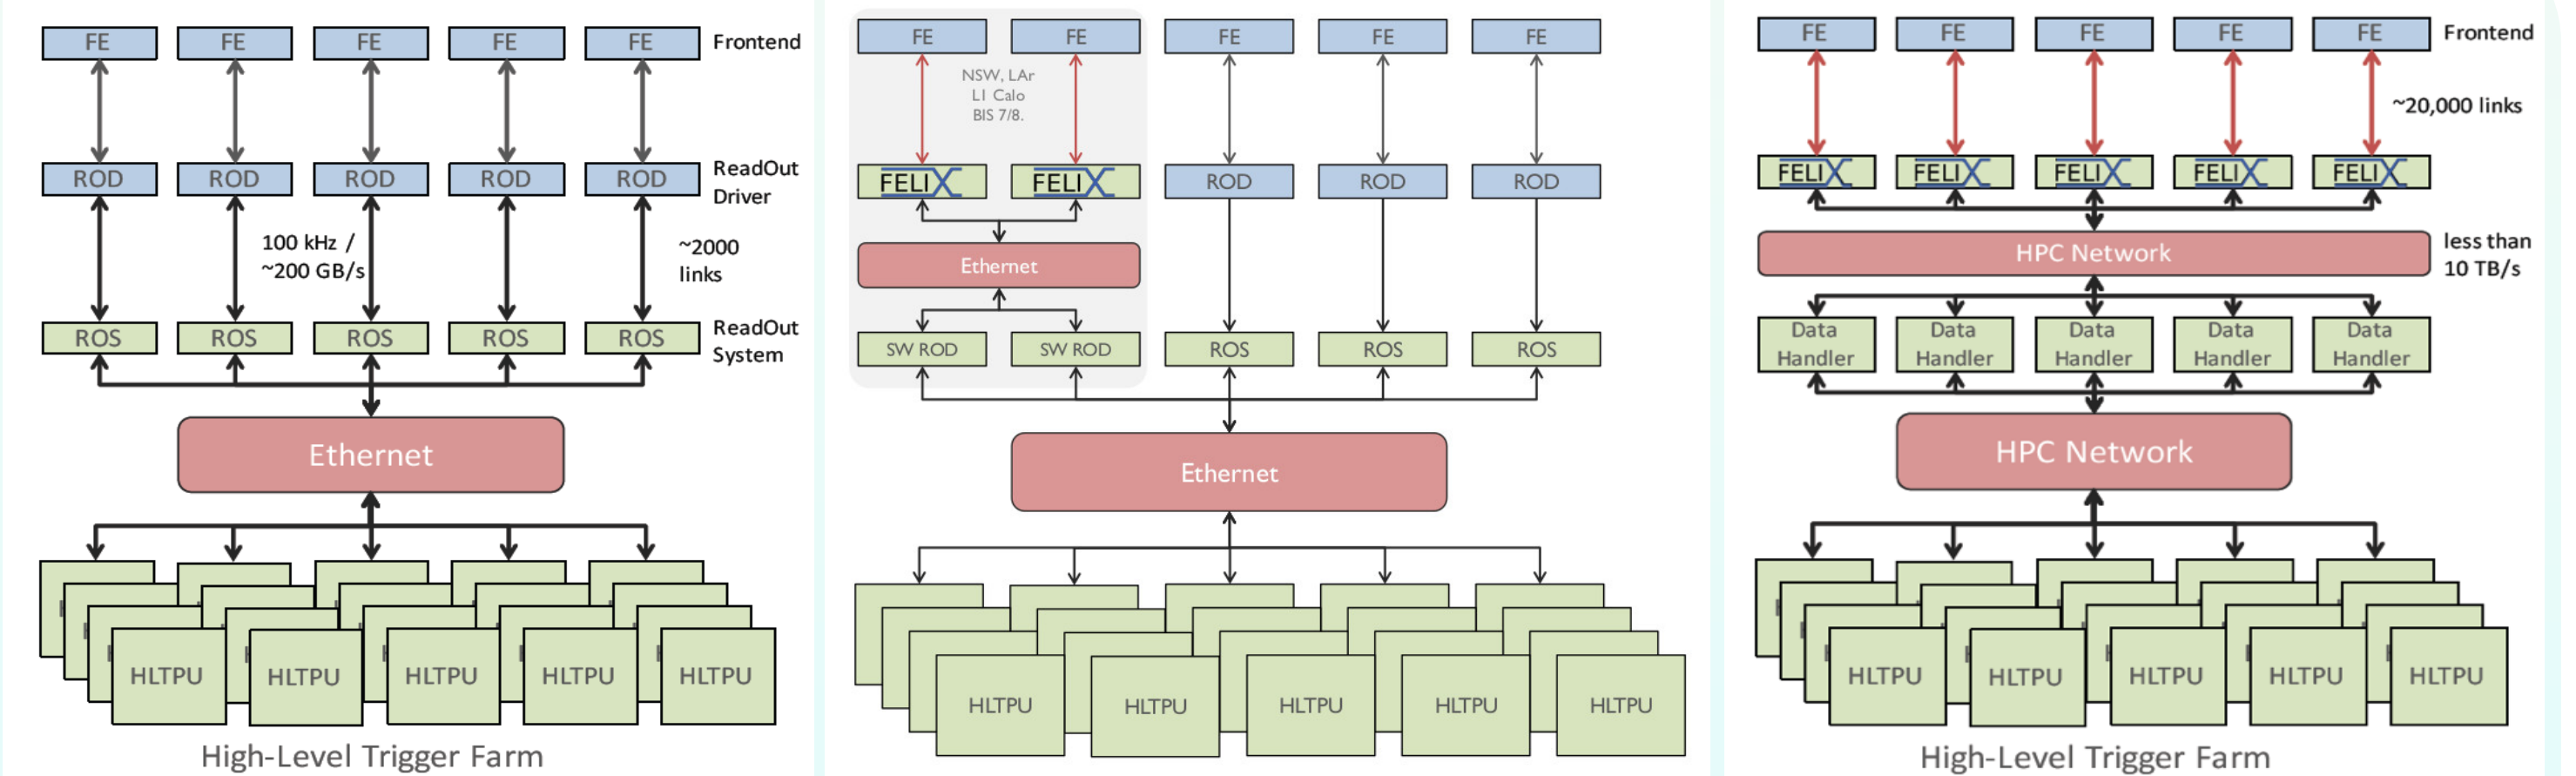 FE FE FE FE FE Frontend
ROD ROD ROD ROD ROD ReadOut
Driver
100 kHz /
~200 GB/s
~2000
links
ROS ROS ROS ROS ROS ReadOut
System
Ethernet
HLTPU HLTPU HLTPU HLTPU HLTPU
High-Level Trigger Farm
FE FE FE FE FE
NSW, LAr
L1 Calo
BIS 7/8.
FELIX FELIX ROD ROD ROD
Ethernet
SW ROD SW ROD ROS ROS ROS
Ethernet
HLTPU HLTPU HLTPU HLTPU HLTPU
FE FE FE FE FE Frontend
~20,000 links
FELIX FELIX FELIX FELIX FELIX
HPC Network
less than
10 TB/s
Data Data Data Data Data
Handler Handler Handler Handler Handler
HPC Network
HLTPU HLTPU HLTPU HLTPU HLTPU
High-Level Trigger Farm